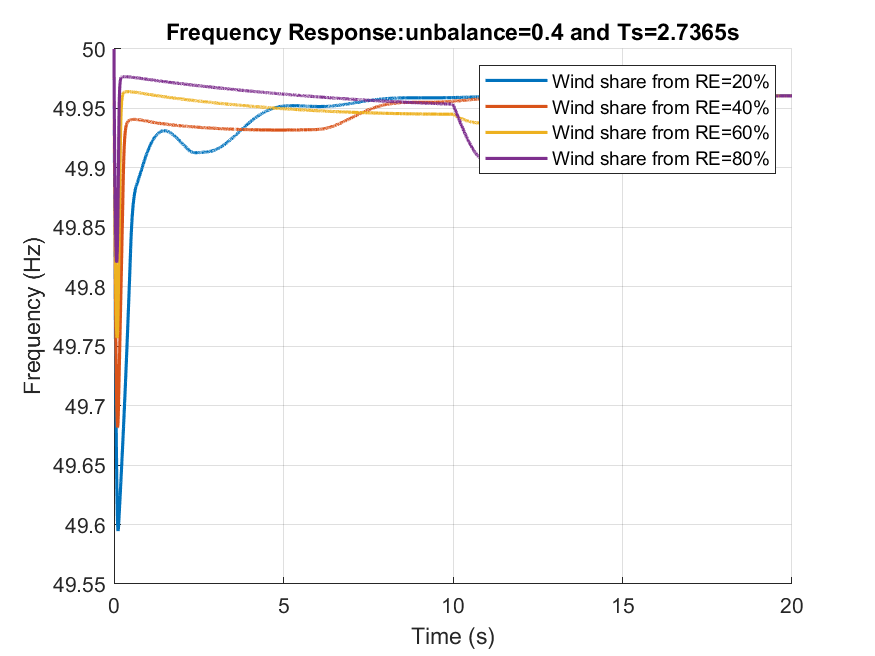 Frequency Response:unbalance=0.4 and Ts=2.7365s
50
49.95
49.9
49.85
49.8
49.75
49.7
49.65
49.6
49.55
Frequency (Hz)
Wind share from RE=20%
Wind share from RE=40%
Wind share from RE=60%
Wind share from RE=80%
0 5 10 15 20
Time (s)